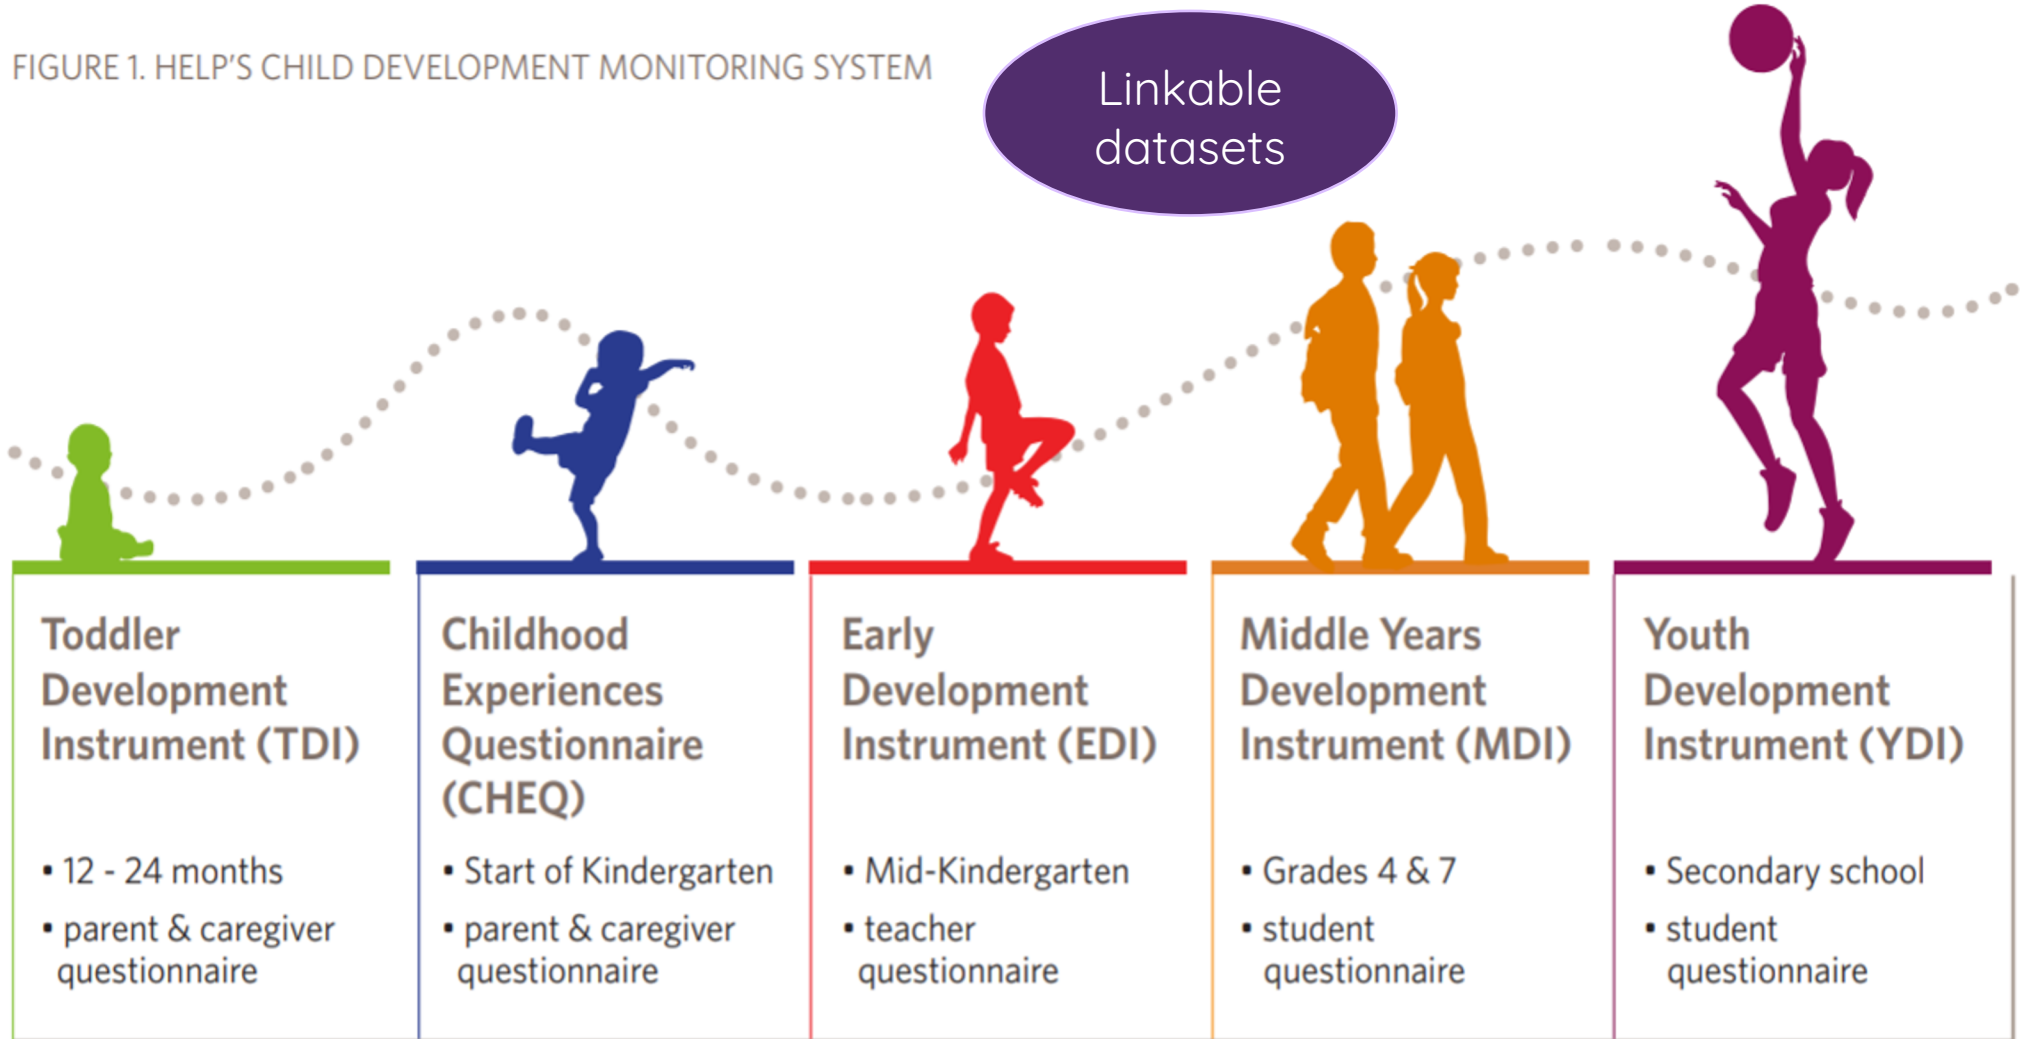 FIGURE 1. HELP'S CHILD DEVELOPMENT MONITORING SYSTEM
Linkable
datasets
Toddler
Development
Instrument (TDI)
▪ 12 - 24 months
▪ parent & caregiver
questionnaire
Childhood
Experiences
Questionnaire
(CHEQ)
▪ Start of Kindergarten
▪ parent & caregiver
questionnaire
Early
Development
Instrument (EDI)
▪ Mid-Kindergarten
▪ teacher
questionnaire
Middle Years
Development
Instrument (MDI)
▪ Grades 4 & 7
▪ student
questionnaire
Youth
Development
Instrument (YDI)
▪ Secondary school
▪ student
questionnaire